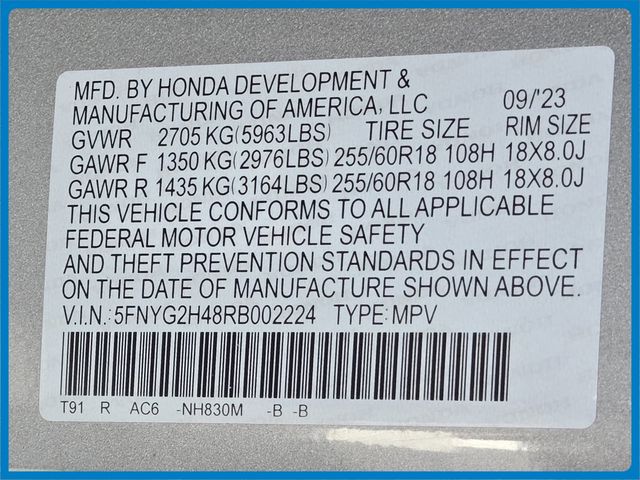 MFD. BY HONDA DEVELOPMENT &
MANUFACTURING OF AMERICA, LLC 09/'23
GVWR 2705 KG(5963LBS) TIRE SIZE RIM SIZE
GAWR F 1350 KG(2976LBS) 255/60R18 108H 18X8.0J
GAWR R 1435 KG(3164LBS) 255/60R18 108H 18X8.0J
THIS VEHICLE CONFORMS TO ALL APPLICABLE
FEDERAL MOTOR VEHICLE SAFETY
AND THEFT PREVENTION STANDARDS IN EFFECT
ON THE DATE OF MANUFACTURE SHOWN ABOVE.
V.I.N.:5FNYG2H48RB002224 TYPE:MPV
T91 R AC6 -NH830M -B -B